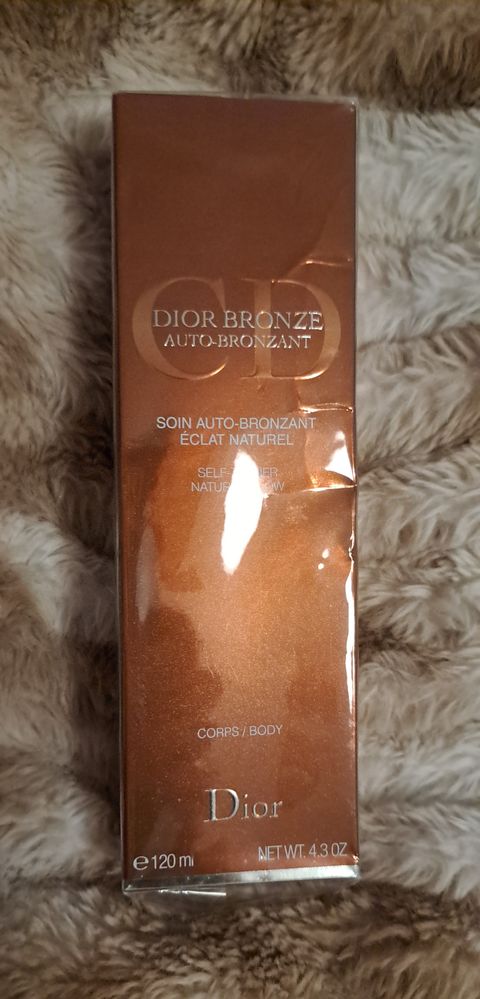 CD
DIOR BRONZE
AUTO-BRONZANT
SOIN AUTO-BRONZANT
ÉCLAT NATUREL
CORPS / BODY
Dior
e 120 ml
NET WT. 4.3 OZ